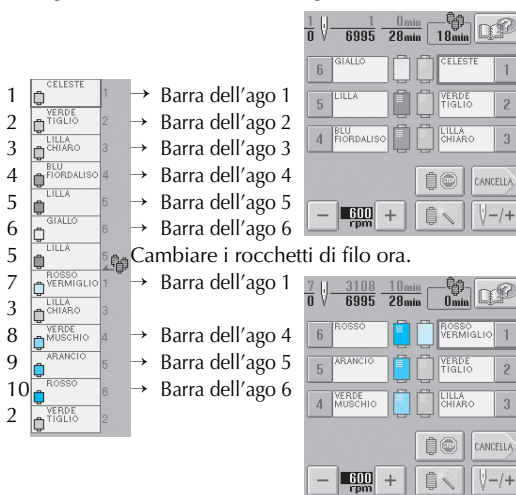 1 CELESTE 1 → Barra dell'ago 1
2 VERDE TIGLIO 2 → Barra dell'ago 2
3 LILLA CHIARO 3 → Barra dell'ago 3
4 BLU FIORDALISO 4 → Barra dell'ago 4
5 LILLA 5 → Barra dell'ago 5
6 GIALLO 6 → Barra dell'ago 6
5 LILLA 5 Cambiare i rocchetti di filo ora.
7 ROSSO VERMIGLIO 1 → Barra dell'ago 1
3 LILLA CHIARO 3
8 VERDE MUSCHIO 4 → Barra dell'ago 4
9 ARANCIO 5 → Barra dell'ago 5
10 ROSSO 6 → Barra dell'ago 6
2 VERDE TIGLIO 2
1 1 0min
0 6995 28min 18min
6 GIALLO CELESTE 1
5 LILLA VERDE TIGLIO 2
4 BLU FIORDALISO LILLA CHIARO 3
STOP CANCELLA
− 600 rpm + −/+
7 3108 10min
0 6995 28min 0min
6 ROSSO ROSSO VERMIGLIO 1
5 ARANCIO VERDE TIGLIO 2
4 VERDE MUSCHIO LILLA CHIARO 3
STOP CANCELLA
− 600 rpm + −/+